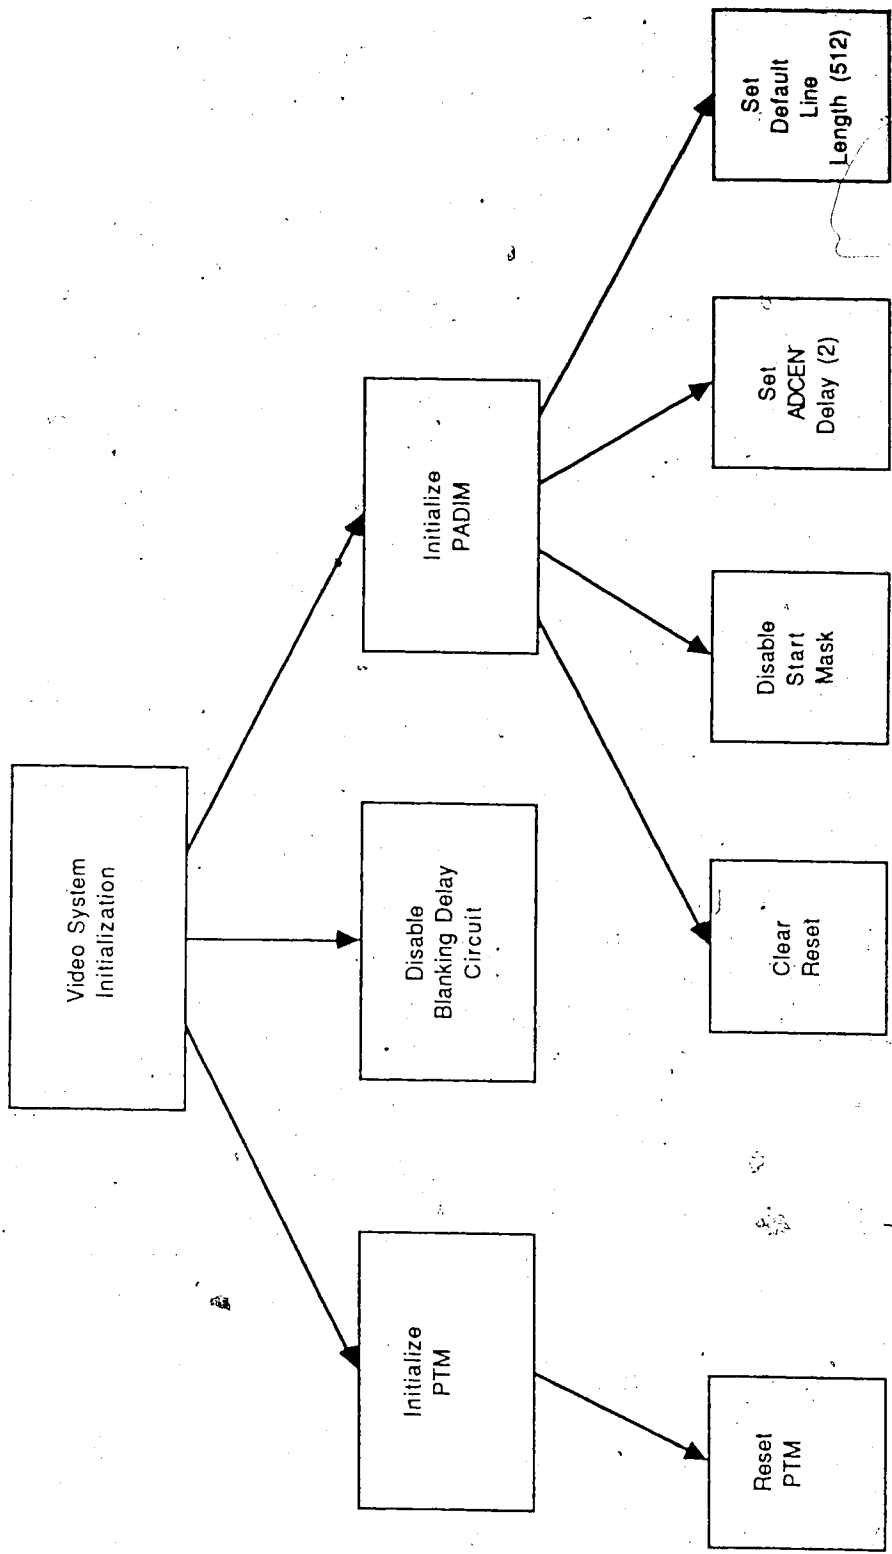 Video System
Initialization
Initialize
PTM
Disable
Blanking Delay
Circuit
Initialize
PADIM
Reset
PTM
Clear
Reset
Disable
Start
Mask
Set
ADCEN
Delay (2)
Set
Default
Line
Length (512)